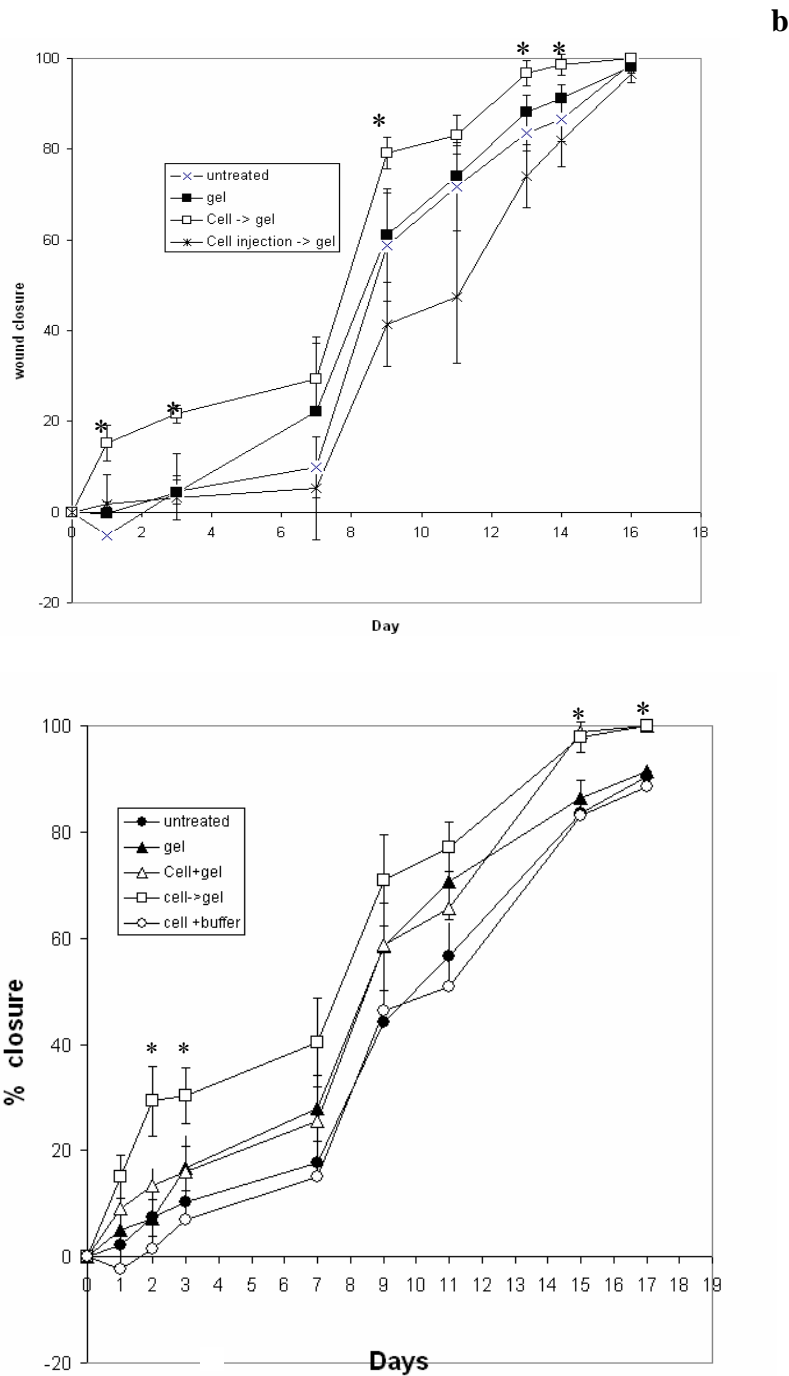 b
* *
100
*
80
untreated
gel
Cell -> gel
Cell injection -> gel
60
wound closure
40
* *
20
0
0 2 4 6 8 10 12 14 16 18
-20
Day
* *
100
untreated
gel
Cell+gel
cell->gel
cell +buffer
80
60
% closure
* *
40
20
0
0 1 2 3 4 5 6 7 8 9 10 11 12 13 14 15 16 17 18 19
-20
Days